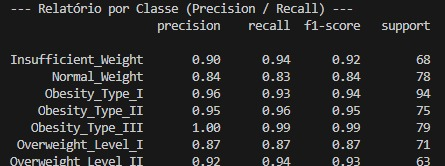 --- Relatório por Classe (Precision / Recall) ---
precision recall f1-score support
Insufficient_Weight 0.90 0.94 0.92 68
Normal_Weight 0.84 0.83 0.84 78
Obesity_Type_I 0.96 0.93 0.94 94
Obesity_Type_II 0.95 0.96 0.95 75
Obesity_Type_III 1.00 0.99 0.99 79
Overweight_Level_I 0.87 0.87 0.87 71
Overweight_Level_II 0.92 0.94 0.93 63